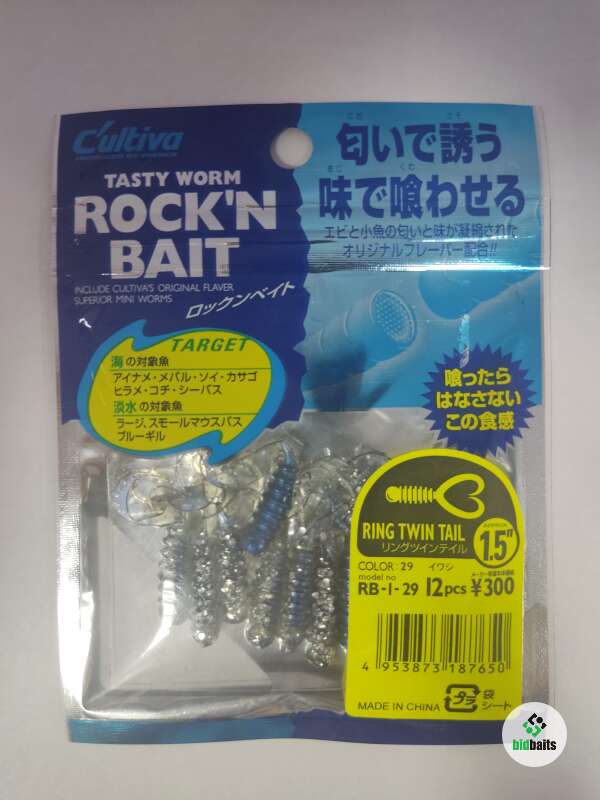 C'ultiva
TASTY WORM
ROCK'N
BAIT
INCLUDE CULTIVA'S ORIGINAL FLAVER
SUPERIOR MINI WORMS
ロックンベイト
匂いで誘う
味で喰わせる
エビと小魚の匂いと味が凝縮された
オリジナルフレーバー配合!!
TARGET
海の対象魚
アイナメ・メバル・ソイ・カサゴ
ヒラメ・コチ・シーバス
淡水の対象魚
ラージ、スモールマウスバス
ブルーギル
喰ったら
はなさない
この食感
RING TWIN TAIL
リングツインテイル
1.5"
COLOR: 29 イワシ
model no
RB-1-29 12pcs ¥300
4 953873 187650
MADE IN CHINA
プラ
袋
シート
bidbaits